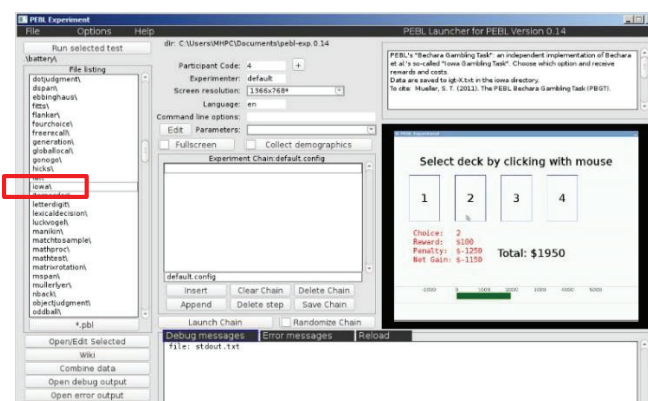 PEBL Experiment
File Options Help
PEBL Launcher for PEBL Version 0.14
Run selected test
\battery\
File listing
dotjudgment\
dspan\
ebbinghaus\
fitts\
flanker\
fourchoice\
freerecall\
generation\
globallocal\
gonogo\
hicks\
iowa\
letterdigit\
lexicaldecision\
luckvogel\
manikin\
matchtosample\
mathproc\
mathtest\
matrixrotation\
mspan\
mullerlyer\
nback\
objectjudgment\
oddball\
*.pbl
Open/Edit Selected
Wiki
Combine data
Open debug output
Open error output
dir: C:\Users\MHPC\Documents\pebl-exp.0.14
Participant Code: 4 +
Experimenter: default
Screen resolution: 1366x768*
Language: en
Command line options:
Edit Parameters:
Fullscreen Collect demographics
Experiment Chain:default.config
default.config
Insert Clear Chain Delete Chain
Append Delete step Save Chain
Launch Chain Randomize Chain
Debug messages Error messages Reload
file: stdout.txt
PEBL's "Bechara Gambling Task": an independent implementation of Bechara
et al's so-called "Iowa Gambling Task". Choose which option and receive
rewards and costs.
Data are saved to igt-X.txt in the iowa directory.
To cite: Mueller, S. T. (2011). The PEBL Bechara Gambling Task (PBGT).
PEBL Experiment
Select deck by clicking with mouse
1 2 3 4
Choice: 2
Reward: $100
Penalty: $-1250
Net Gain: $-1150
Total: $1950
-1000 0 1000 2000 3000 4000 5000